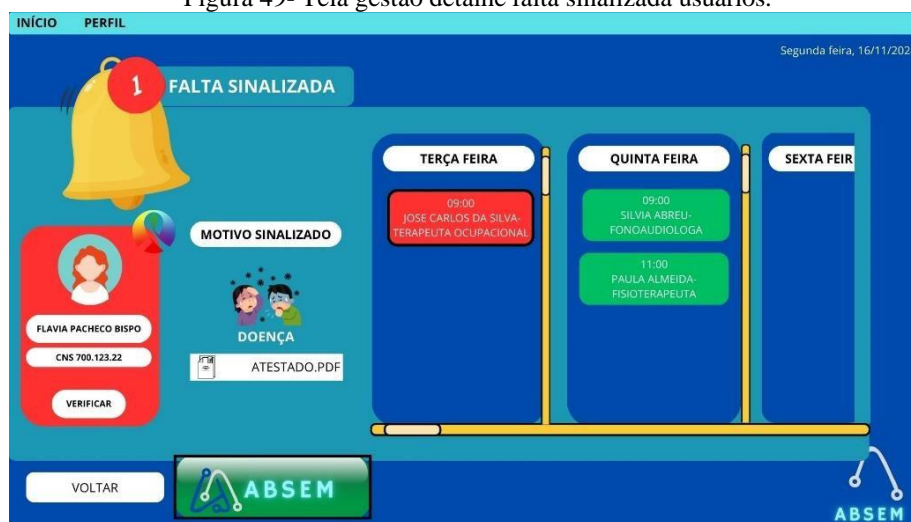 Figura 49- Tela gestão detalhe falta sinalizada usuários.
INÍCIO PERFIL
Segunda feira, 16/11/202
1
FALTA SINALIZADA
TERÇA FEIRA
QUINTA FEIRA
SEXTA FEIR
09:00
JOSE CARLOS DA SILVA-
TERAPEUTA OCUPACIONAL
09:00
SILVIA ABREU-
FONOAUDIOLOGA
11:00
PAULA ALMEIDA-
FISIOTERAPEUTA
MOTIVO SINALIZADO
DOENÇA
ATESTADO.PDF
FLAVIA PACHECO BISPO
CNS 700.123.22
VERIFICAR
VOLTAR
ABSEM
ABSEM